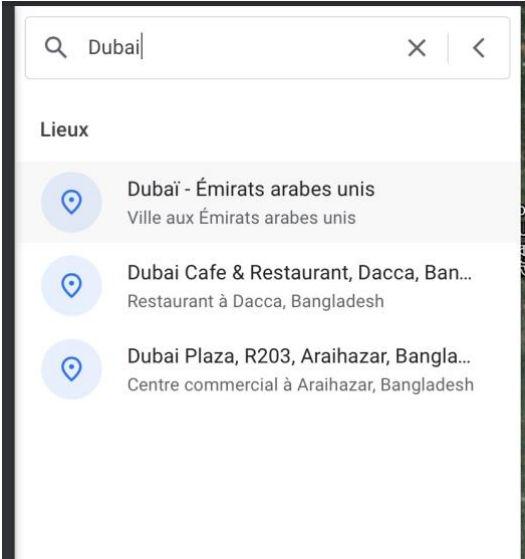 Dubai
Lieux
Dubaï - Émirats arabes unis
Ville aux Émirats arabes unis
Dubai Cafe & Restaurant, Dacca, Ban...
Restaurant à Dacca, Bangladesh
Dubai Plaza, R203, Araihazar, Bangla...
Centre commercial à Araihazar, Bangladesh